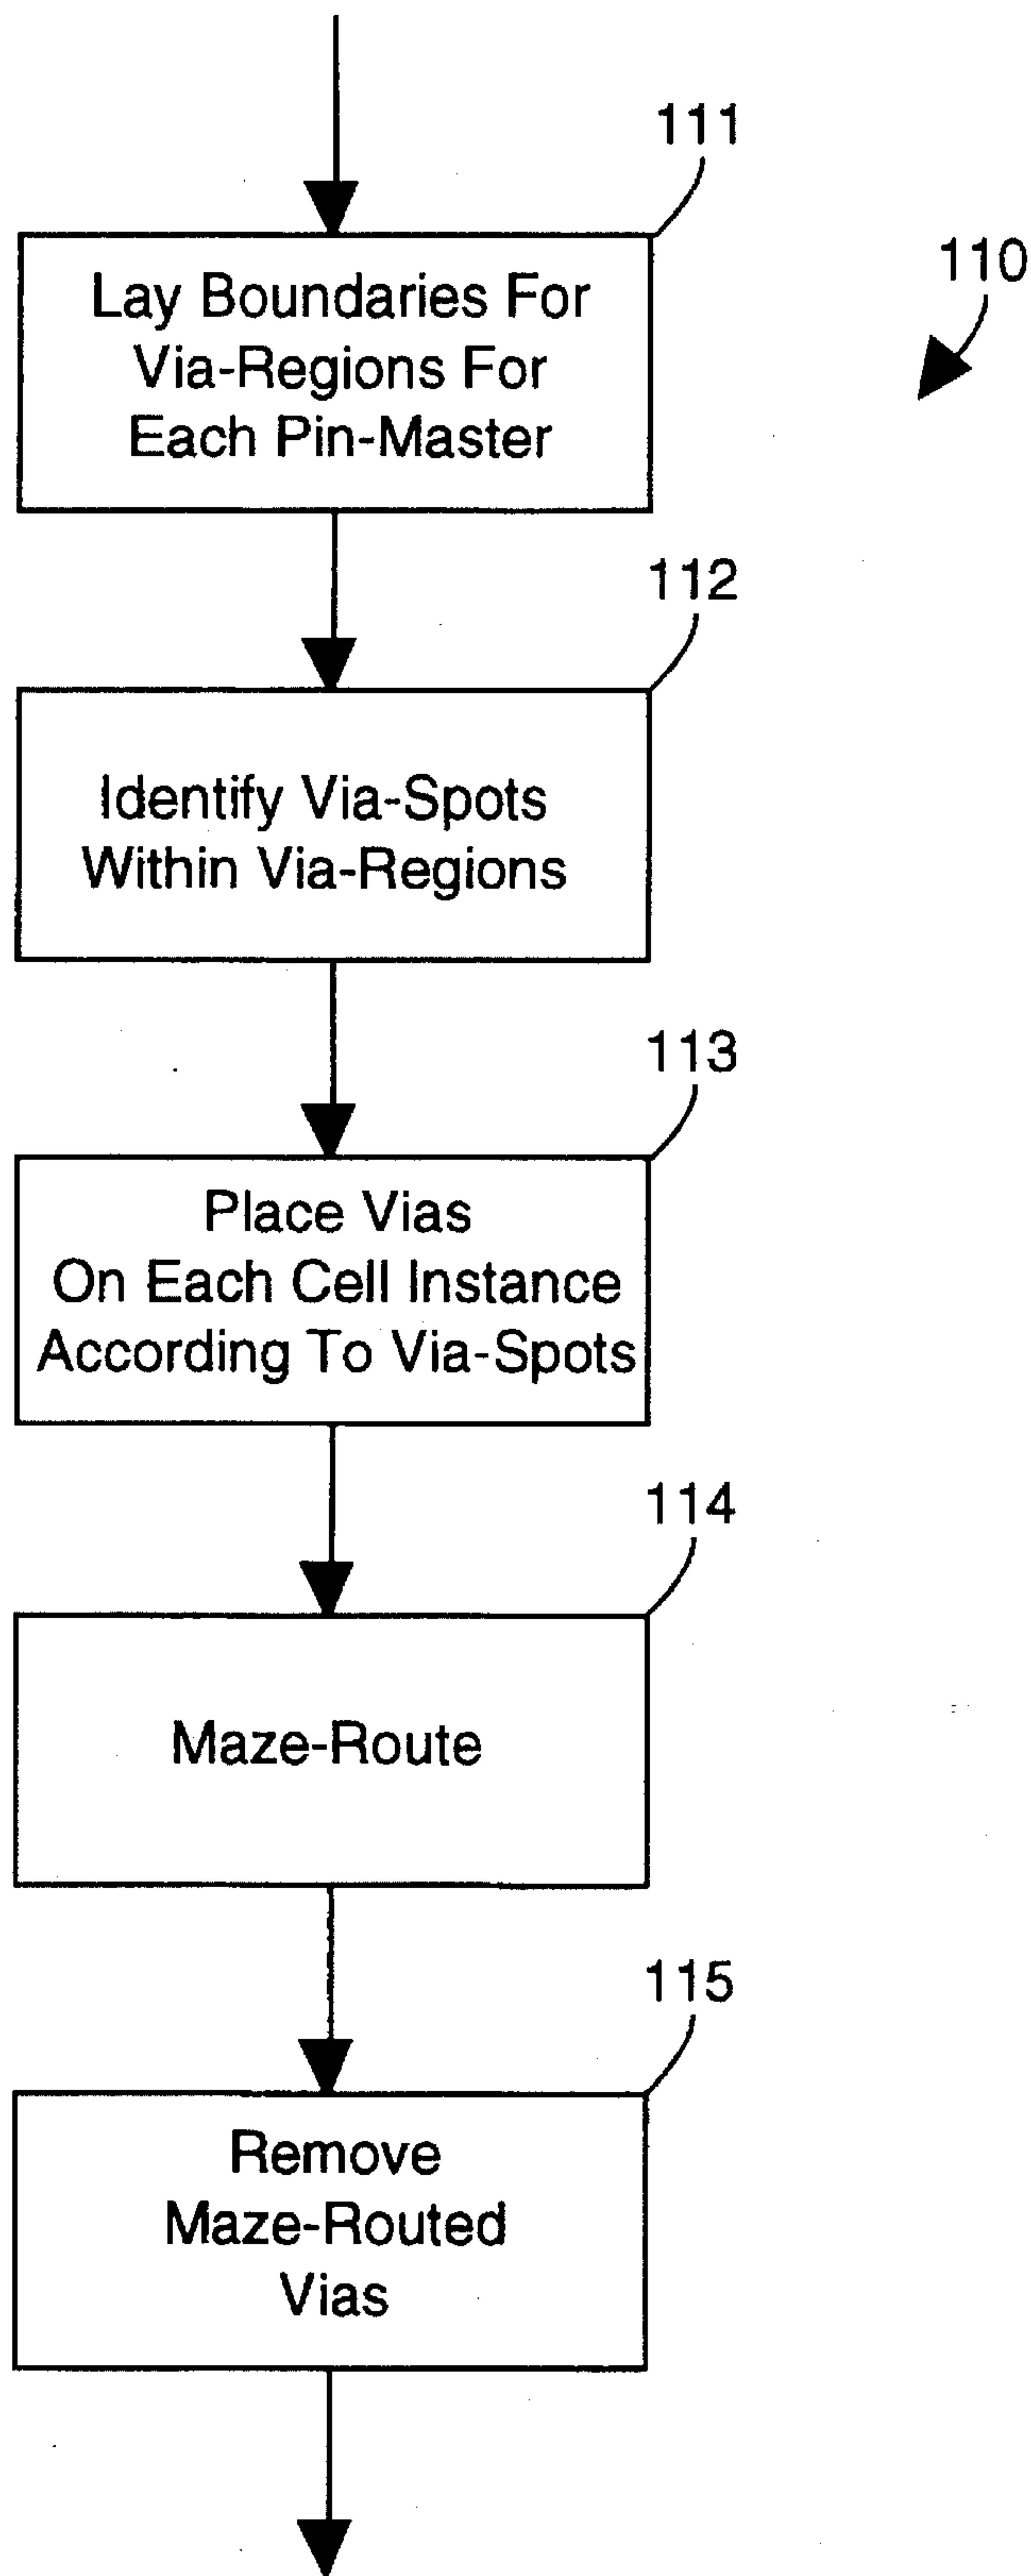 111
110
Lay Boundaries For
Via-Regions For
Each Pin-Master
112
Identify Via-Spots
Within Via-Regions
113
Place Vias
On Each Cell Instance
According To Via-Spots
114
Maze-Route
115
Remove
Maze-Routed
Vias